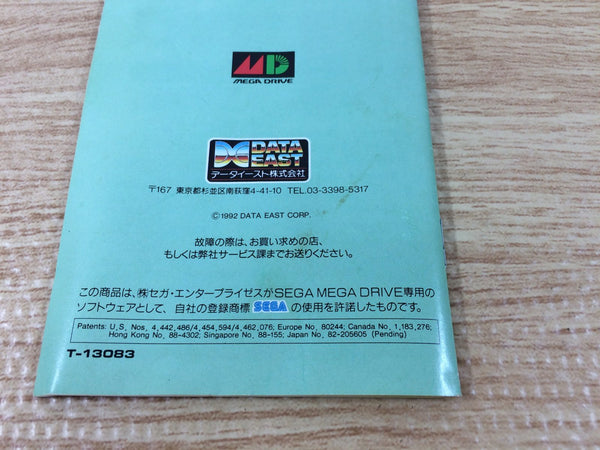 MD
MEGA DRIVE
DATA
EAST
データイースト株式会社
〒167 東京都杉並区南荻窪4-41-10 TEL.03-3398-5317
©1992 DATA EAST CORP.
故障の際は、お買い求めの店、
もしくは弊社サービス課までお送りください。
この商品は、㈱セガ・エンタープライゼスがSEGA MEGA DRIVE専用の
ソフトウェアとして、自社の登録商標 SEGA の使用を許諾したものです。
Patents: U.S. Nos. 4,442,486/4,454,594/4,462,076; Europe No. 80244; Canada No. 1,183,276;
Hong Kong No. 88-4302; Singapore No. 88-155; Japan No. 82-205605 (Pending)
T-13083